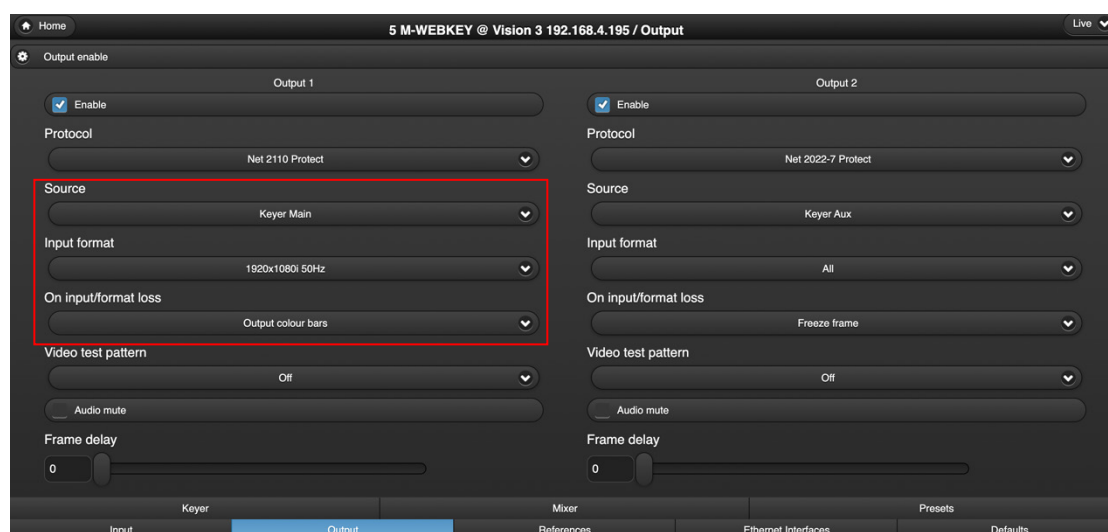 Home
5 M-WEBKEY @ Vision 3 192.168.4.195 / Output
Live
Output enable
Output 1
Enable
Protocol
Net 2110 Protect
Source
Keyer Main
Input format
1920x1080i 50Hz
On input/format loss
Output colour bars
Video test pattern
Off
Audio mute
Frame delay
0
Output 2
Enable
Protocol
Net 2022-7 Protect
Source
Keyer Aux
Input format
All
On input/format loss
Freeze frame
Video test pattern
Off
Audio mute
Frame delay
0
Keyer
Mixer
Presets
Input
Output
References
Ethernet Interfaces
Defaults